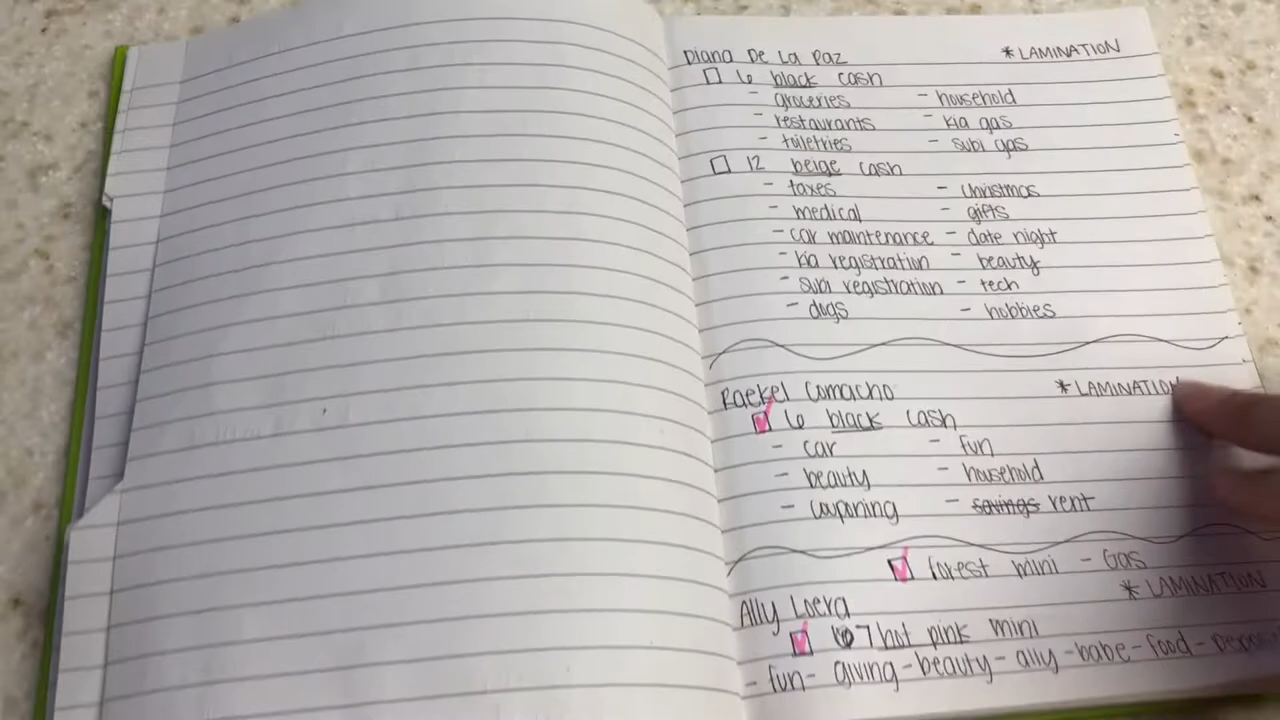 Diana De La Paz *LAMINATION
6 black cash
- groceries - household
- restaurants - kia gas
- toiletries - subi gas
12 beige cash
- taxes - christmas
- medical - gifts
- car maintenance - date night
- kia registration - beauty
- subi registration - tech
- dogs - hobbies
Raekel Comacho *LAMINATION
6 black cash
- car - fun
- beauty - household
- couponing - savings rent
forest mini - Gas
*LAMINATION
Ally Loera
7 hot pink mini
- fun - giving - beauty - ally - babe - food -